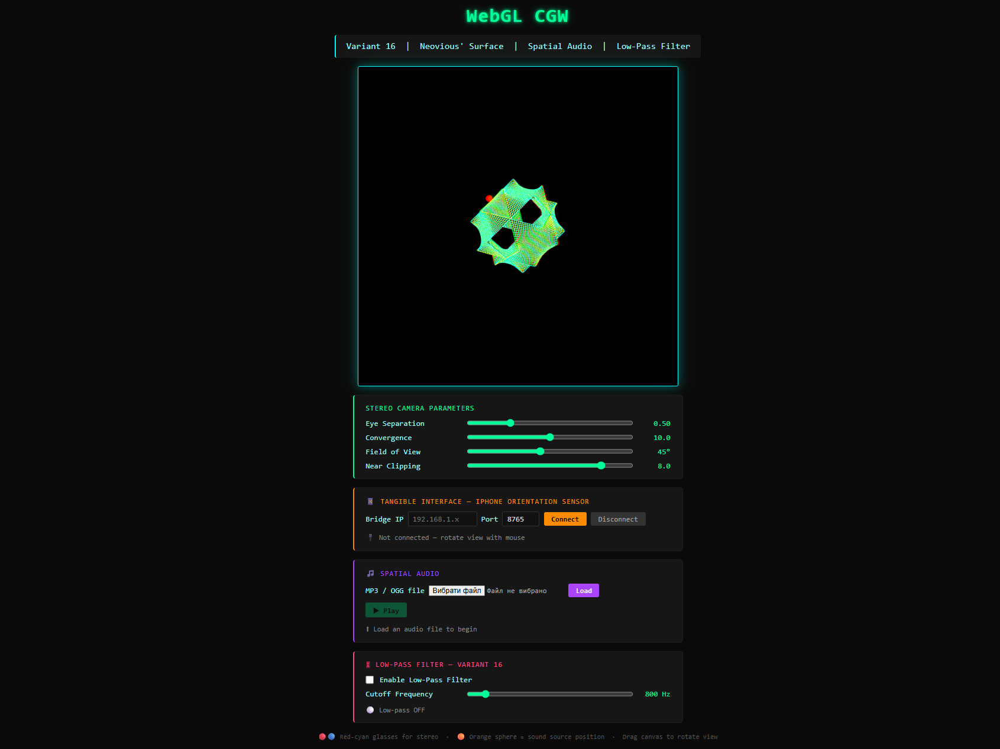 WebGL CGW
Variant 16 | Neovious' Surface | Spatial Audio | Low-Pass Filter
STEREO CAMERA PARAMETERS
Eye Separation 0.50
Convergence 10.0
Field of View 45°
Near Clipping 8.0
TANGIBLE INTERFACE — IPHONE ORIENTATION SENSOR
Bridge IP 192.168.1.x Port 8765 Connect Disconnect
Not connected — rotate view with mouse
SPATIAL AUDIO
MP3 / OGG file Вибрати файл Файл не вибрано Load
▶ Play
⬆ Load an audio file to begin
LOW-PASS FILTER — VARIANT 16
Enable Low-Pass Filter
Cutoff Frequency 800 Hz
Low-pass OFF
Red-cyan glasses for stereo · Orange sphere = sound source position · Drag canvas to rotate view